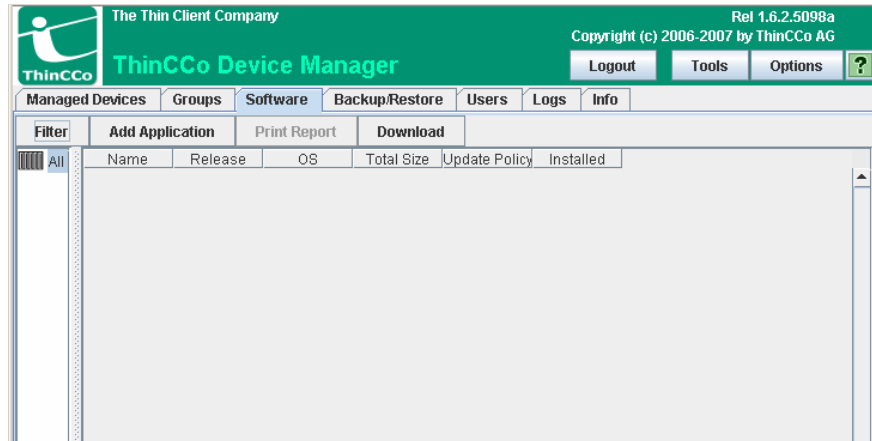 The Thin Client Company
Rel 1.6.2.5098a
Copyright (c) 2006-2007 by ThinCCo AG
ThinCCo
ThinCCo Device Manager
Logout Tools Options ?
Managed Devices Groups Software Backup/Restore Users Logs Info
Filter Add Application Print Report Download
All Name Release OS Total Size Update Policy Installed